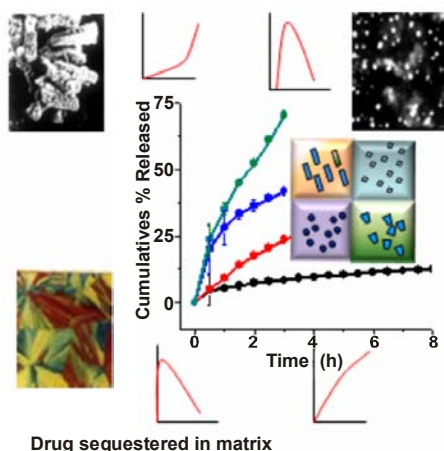 75
50
25
0
Cumulatives % Released
0 2 4 6 8
Time (h)
Drug sequestered in matrix